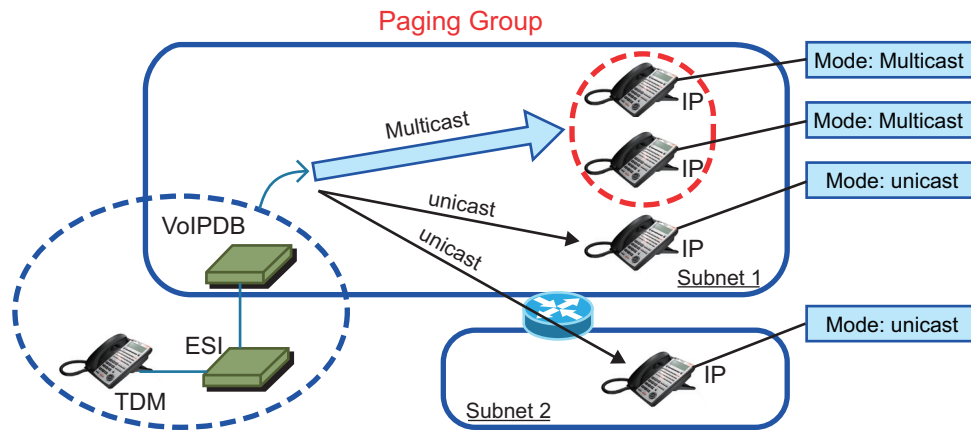 Paging Group
Mode: Multicast
IP
Multicast
Mode: Multicast
IP
Mode: unicast
unicast
VoIPDB
unicast
IP
Subnet 1
Mode: unicast
ESI
IP
TDM
Subnet 2